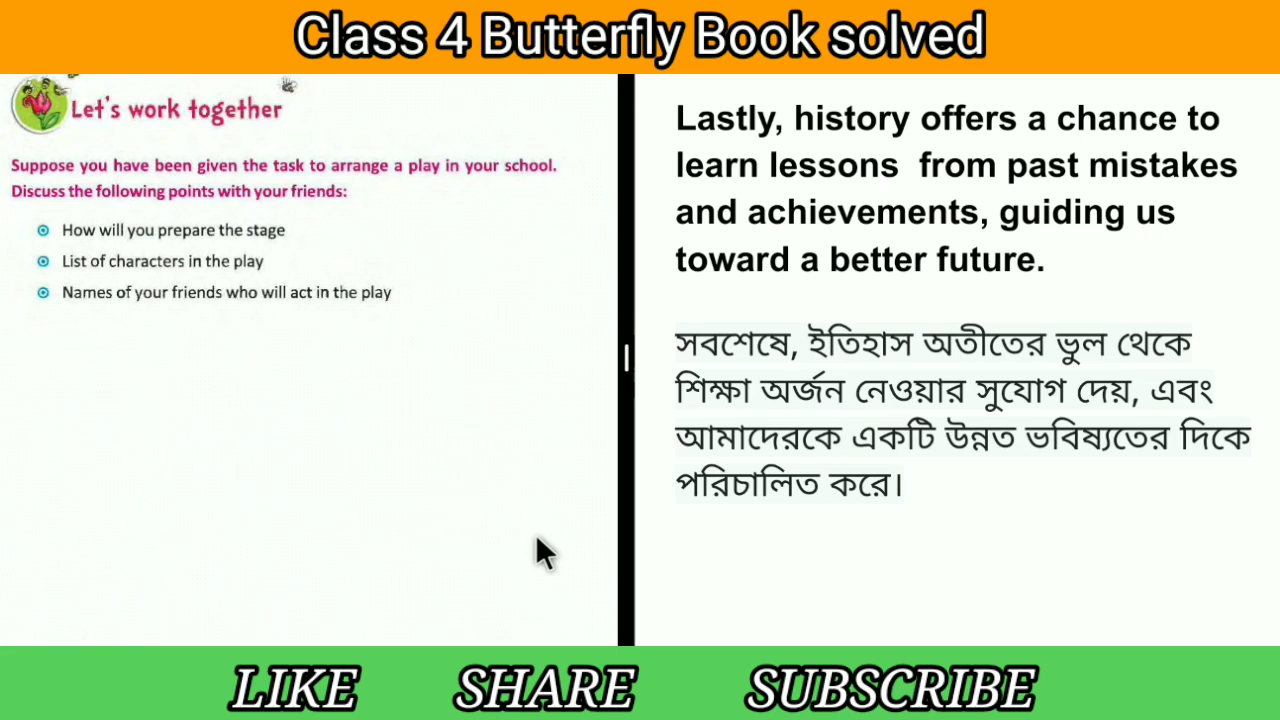 Class 4 Butterfly Book solved
Let's work together
Suppose you have been given the task to arrange a play in your school.
Discuss the following points with your friends:
How will you prepare the stage
List of characters in the play
Names of your friends who will act in the play
Lastly, history offers a chance to
learn lessons from past mistakes
and achievements, guiding us
toward a better future.
সবশেষে, ইতিহাস অতীতের ভুল থেকে
শিক্ষা অর্জন নেওয়ার সুযোগ দেয়, এবং
আমাদেরকে একটি উন্নত ভবিষ্যতের দিকে
পরিচালিত করে।
LIKE SHARE SUBSCRIBE